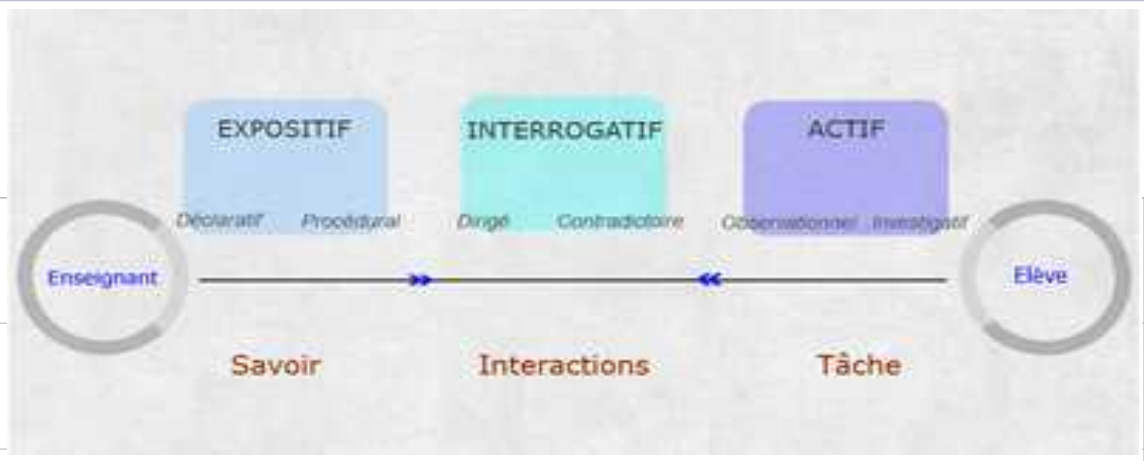 EXPOSITIF INTERROGATIF ACTIF
Déclaratif Procédural Dirigé Contradictoire Observationnel Investigatif
Enseignant Elève
Savoir Interactions Tâche